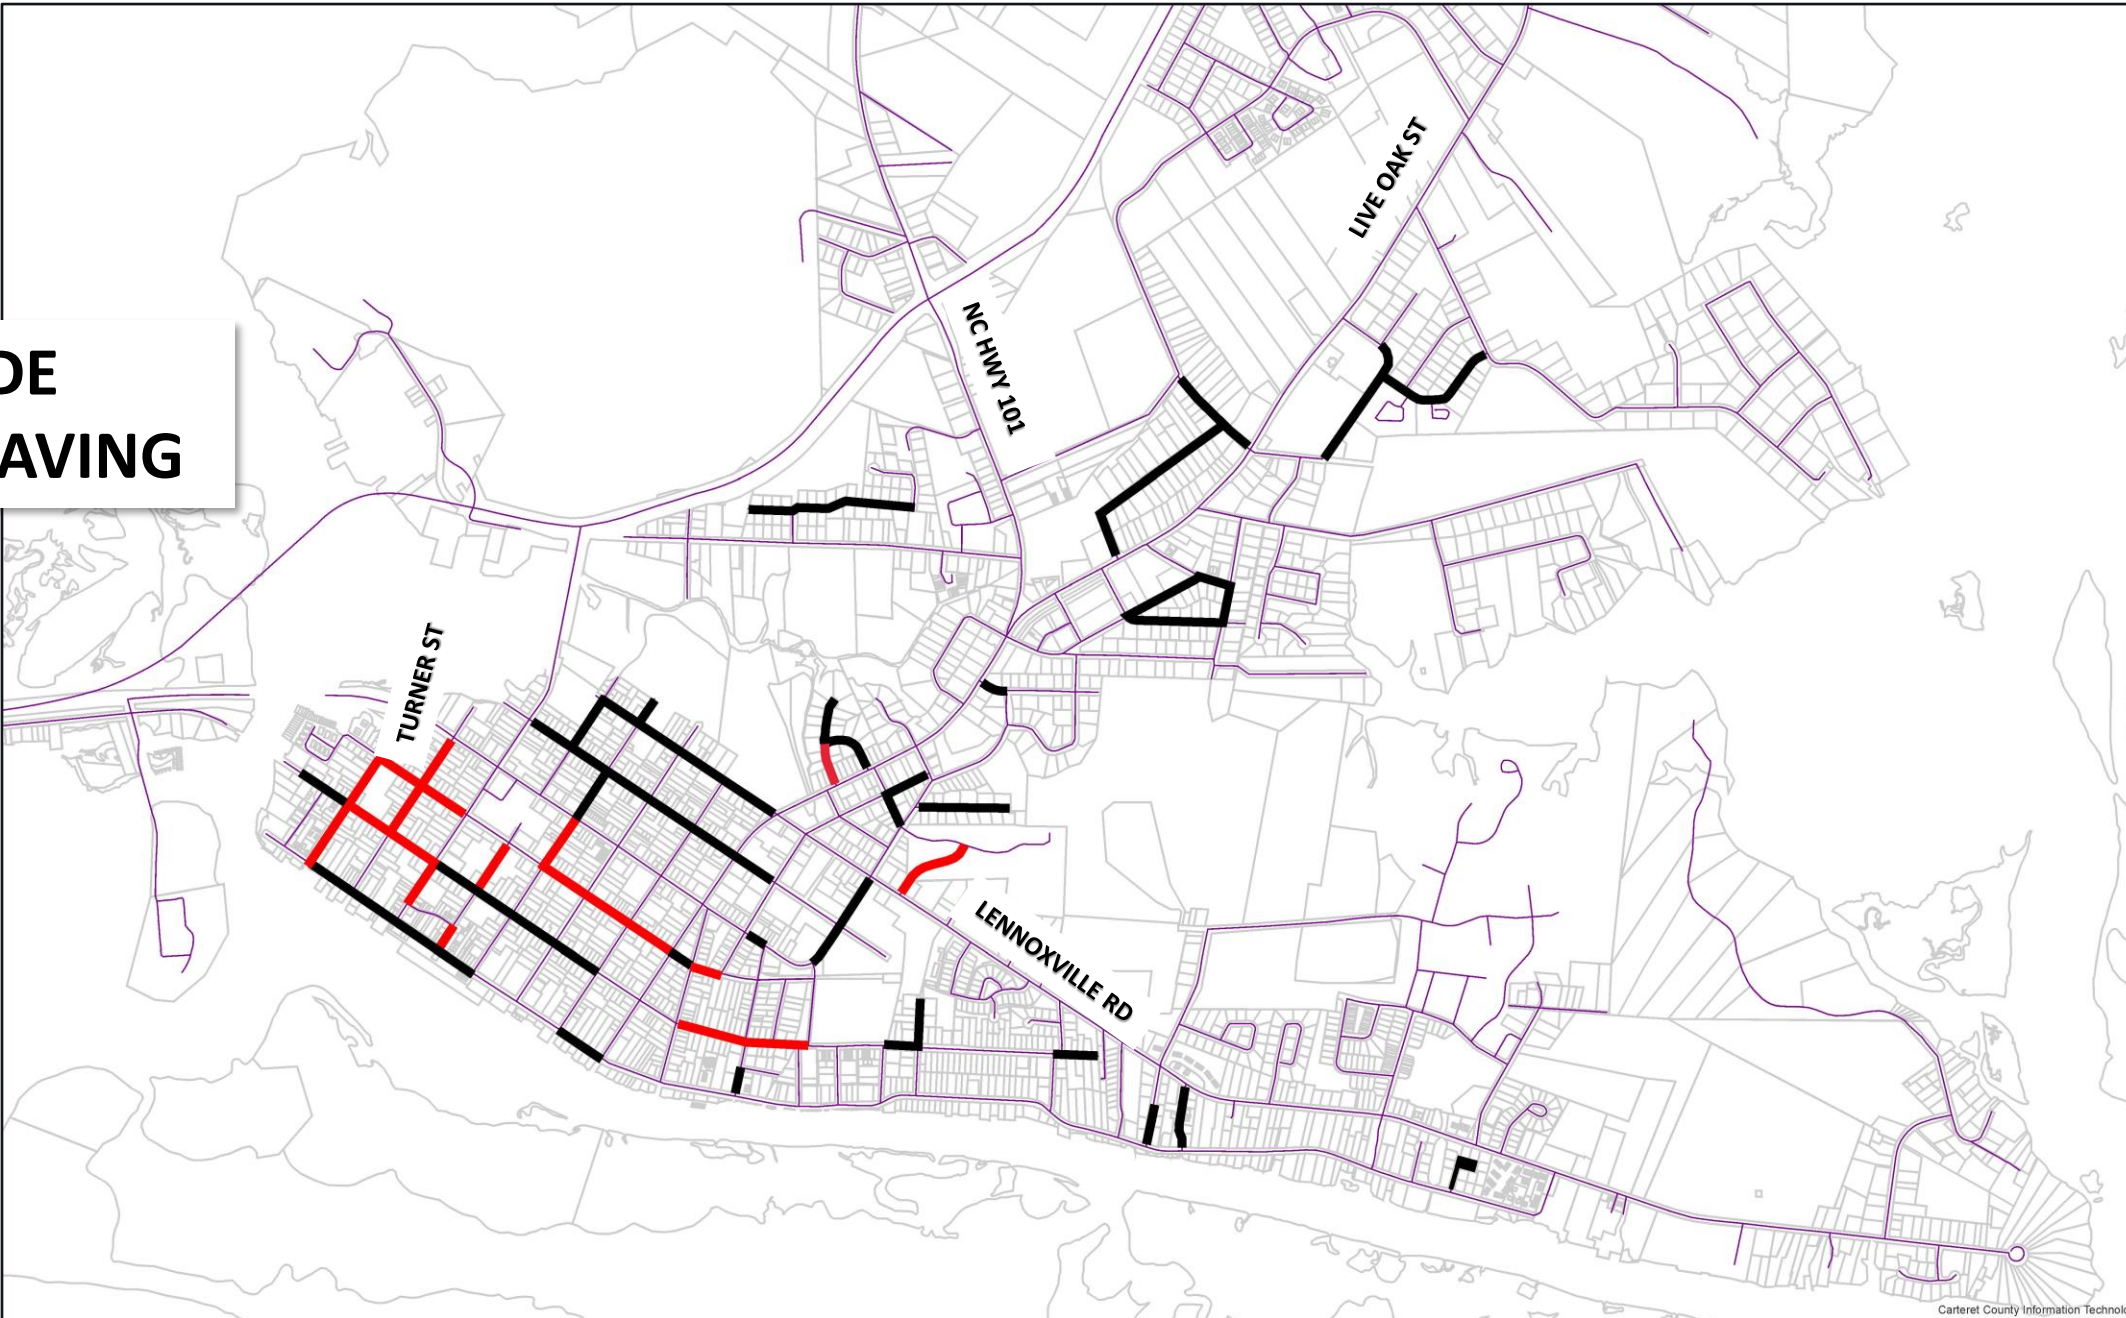 LIVE OAK ST
NC HWY 101
DE
AVING
TURNER ST
LENNOXVILLE RD
Carteret County Information Technolo